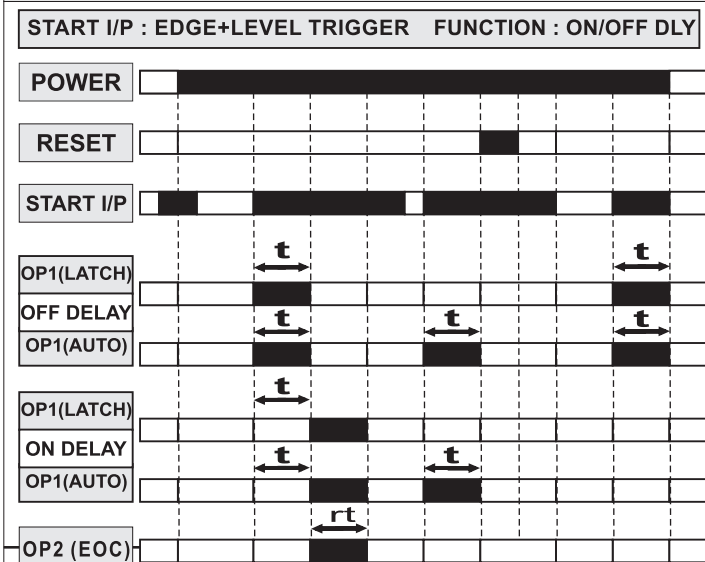 START I/P : EDGE+LEVEL TRIGGER FUNCTION : ON/OFF DLY
POWER
RESET
START I/P
t t
OP1(LATCH)
OFF DELAY
t t t
OP1(AUTO)
t
OP1(LATCH)
ON DELAY
t t
OP1(AUTO)
rt
OP2 (EOC)